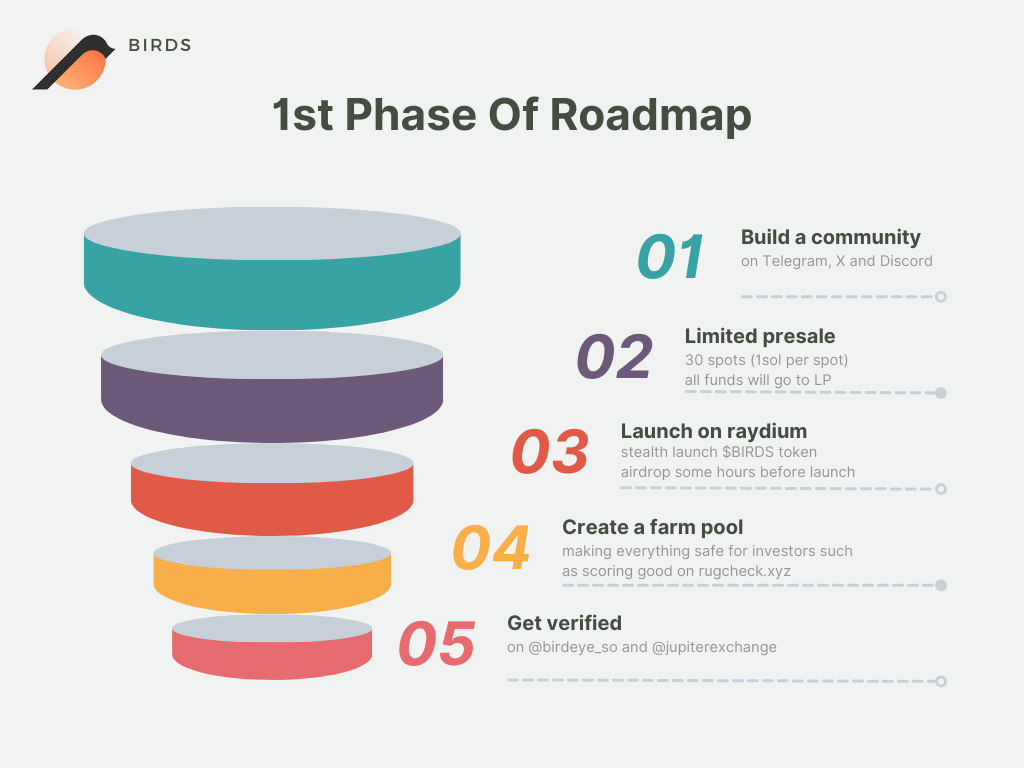 BIRDS
1st Phase Of Roadmap
01
Build a community
on Telegram, X and Discord
02
Limited presale
30 spots (1sol per spot)
all funds will go to LP
03
Launch on raydium
stealth launch $BIRDS token
airdrop some hours before launch
04
Create a farm pool
making everything safe for investors such
as scoring good on rugcheck.xyz
05
Get verified
on @birdeye_so and @jupiterexchange